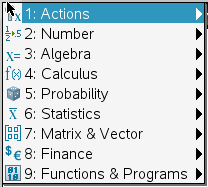 1: Actions
2: Number
3: Algebra
4: Calculus
5: Probability
6: Statistics
7: Matrix & Vector
8: Finance
9: Functions & Programs